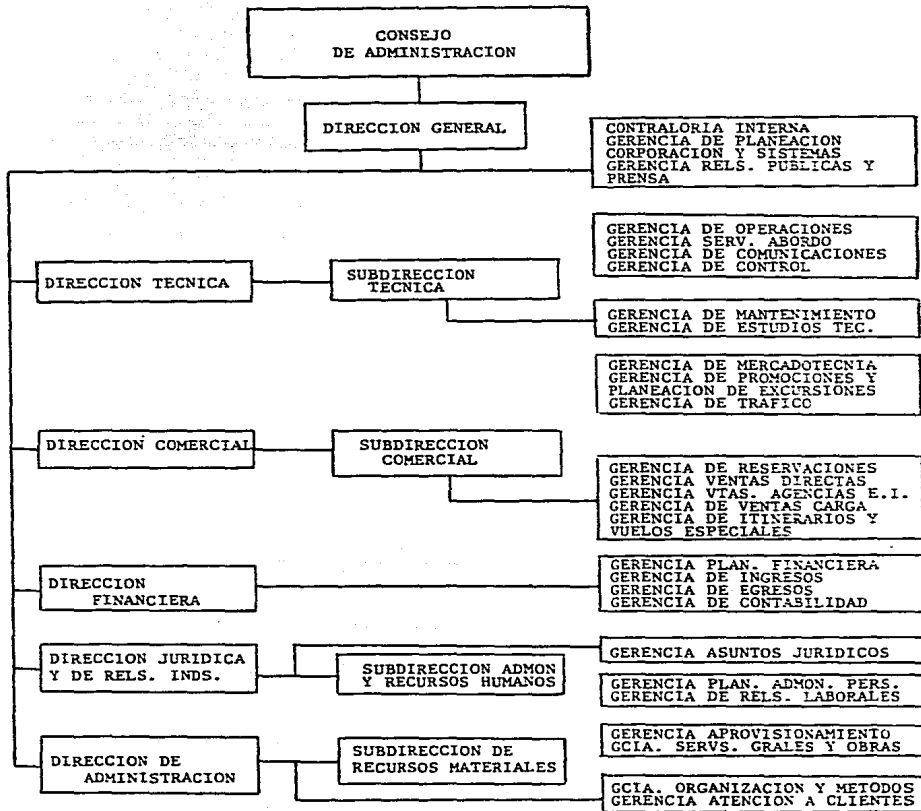 CONSEJO
DE ADMINISTRACION
DIRECCION GENERAL
CONTRALORIA INTERNA
GERENCIA DE PLANEACION
CORPORACION Y SISTEMAS
GERENCIA RELS. PUBLICAS Y
PRENSA
GERENCIA DE OPERACIONES
GERENCIA SERV. ABORDO
GERENCIA DE COMUNICACIONES
GERENCIA DE CONTROL
DIRECCION TECNICA
SUBDIRECCION
TECNICA
GERENCIA DE MANTENIMIENTO
GERENCIA DE ESTUDIOS TEC.
GERENCIA DE MERCADOTECNIA
GERENCIA DE PROMOCIONES Y
PLANEACION DE EXCURSIONES
GERENCIA DE TRAFICO
DIRECCION COMERCIAL
SUBDIRECCION
COMERCIAL
GERENCIA DE RESERVACIONES
GERENCIA VENTAS DIRECTAS
GERENCIA VTAS. AGENCIAS E.I.
GERENCIA DE VENTAS CARGA
GERENCIA DE ITINERARIOS Y
VUELOS ESPECIALES
DIRECCION
FINANCIERA
GERENCIA PLAN. FINANCIERA
GERENCIA DE INGRESOS
GERENCIA DE EGRESOS
GERENCIA DE CONTABILIDAD
DIRECCION JURIDICA
Y DE RELS. INDS.
SUBDIRECCION ADMON
Y RECURSOS HUMANOS
GERENCIA ASUNTOS JURIDICOS
GERENCIA PLAN. ADMON. PERS.
GERENCIA DE RELS. LABORALES
DIRECCION DE
ADMINISTRACION
SUBDIRECCION DE
RECURSOS MATERIALES
GERENCIA APROVISIONAMIENTO
GCIA. SERVS. GRALES Y OBRAS
GCIA. ORGANIZACION Y METODOS
GERENCIA ATENCION A CLIENTES